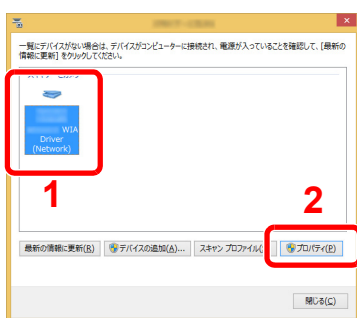 一覧にデバイスがない場合は、デバイスがコンピューターに接続され、電源が入っていることを確認して、[最新の
情報に更新] をクリックしてください。
WIA
Driver
(Network)
1
2
最新の情報に更新(R)
デバイスの追加(A)...
スキャン プロファイル(
プロパティ(P)
閉じる(C)